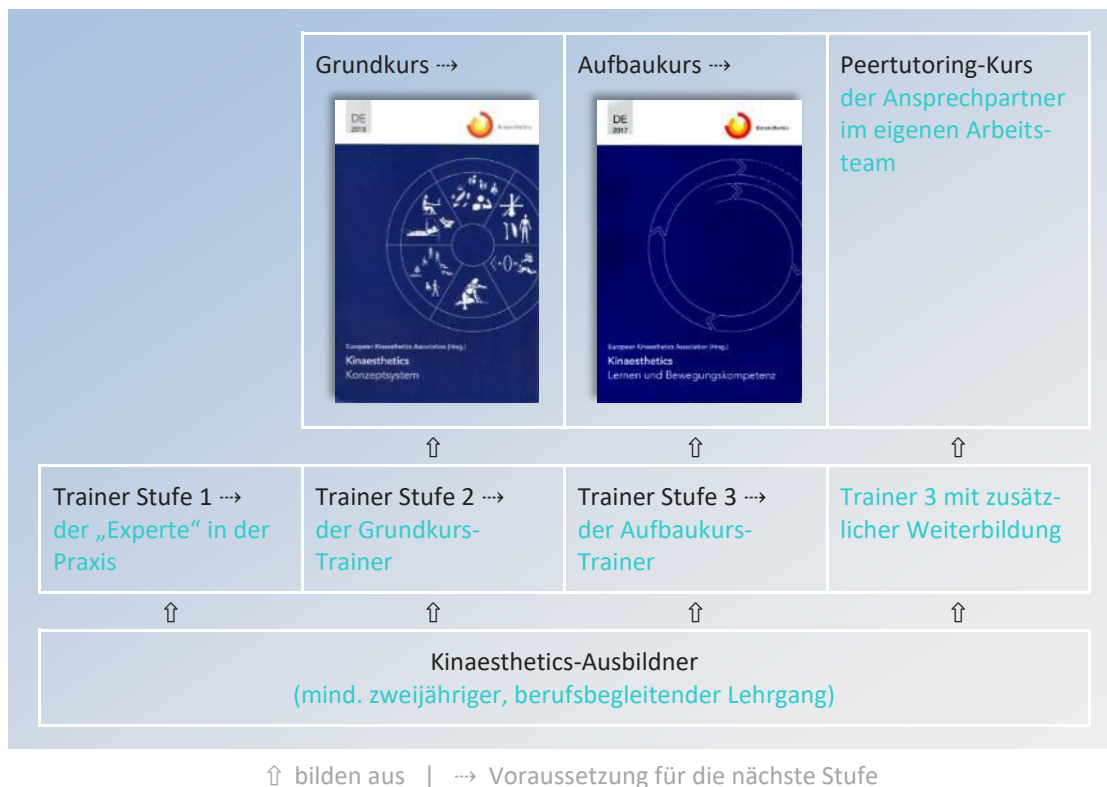 Grundkurs ⤏
DE
2018
Kinaesthetics
European Kinaesthetics Association (Hrsg.)
Kinaesthetics
Konzeptsystem
Aufbaukurs ⤏
DE
2017
Kinaesthetics
European Kinaesthetics Association (Hrsg.)
Kinaesthetics
Lernen und Bewegungskompetenz
Peertutoring-Kurs
der Ansprechpartner
im eigenen Arbeits-
team
⇧ ⇧ ⇧
Trainer Stufe 1 ⤏
der „Experte“ in der
Praxis
Trainer Stufe 2 ⤏
der Grundkurs-
Trainer
Trainer Stufe 3 ⤏
der Aufbaukurs-
Trainer
Trainer 3 mit zusätz-
licher Weiterbildung
⇧ ⇧ ⇧ ⇧
Kinaesthetics-Ausbildner
(mind. zweijähriger, berufsbegleitender Lehrgang)
⇧ bilden aus | ⤏ Voraussetzung für die nächste Stufe